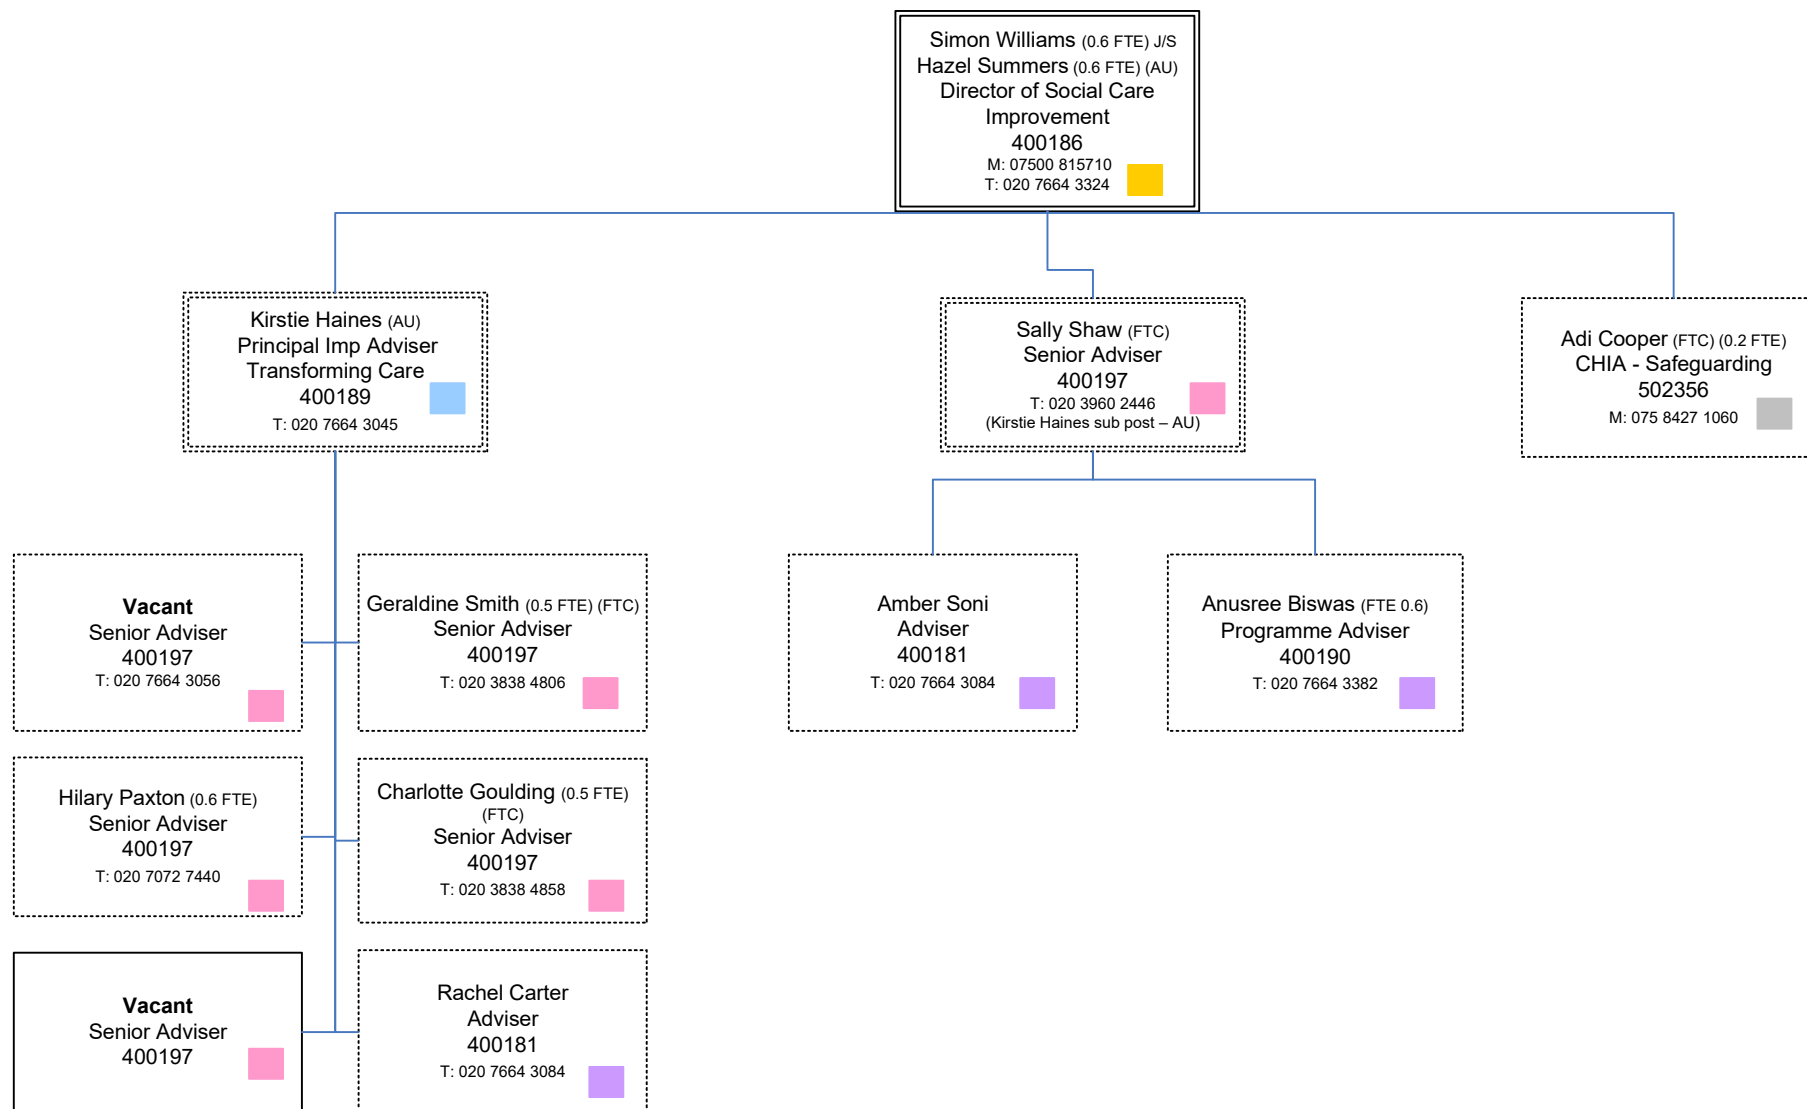 Simon Williams (0.6 FTE) J/S
Hazel Summers (0.6 FTE) (AU)
Director of Social Care
Improvement
400186
M: 07500 815710
T: 020 7664 3324
Kirstie Haines (AU)
Principal Imp Adviser
Transforming Care
400189
T: 020 7664 3045
Sally Shaw (FTC)
Senior Adviser
400197
T: 020 3960 2446
(Kirstie Haines sub post – AU)
Adi Cooper (FTC) (0.2 FTE)
CHIA - Safeguarding
502356
M: 075 8427 1060
Vacant
Senior Adviser
400197
T: 020 7664 3056
Geraldine Smith (0.5 FTE) (FTC)
Senior Adviser
400197
T: 020 3838 4806
Amber Soni
Adviser
400181
T: 020 7664 3084
Anusree Biswas (FTE 0.6)
Programme Adviser
400190
T: 020 7664 3382
Hilary Paxton (0.6 FTE)
Senior Adviser
400197
T: 020 7072 7440
Charlotte Goulding (0.5 FTE)
(FTC)
Senior Adviser
400197
T: 020 3838 4858
Vacant
Senior Adviser
400197
Rachel Carter
Adviser
400181
T: 020 7664 3084